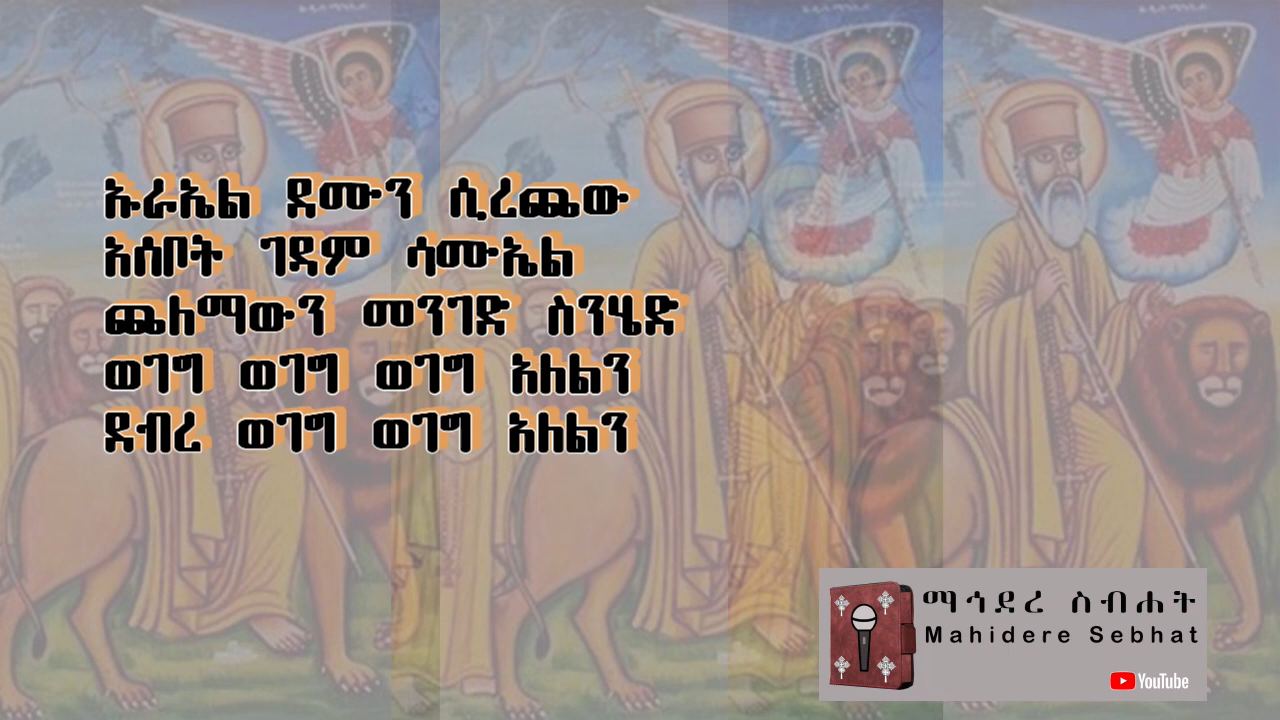 ኡራኤል ደሙን ሲረጨው
አሰቦት ገዳም ሳሙኤል
ጨለማውን መንገድ ስንሄድ
ወገግ ወገግ ወገግ አለልን
ደብረ ወገግ ወገግ አለልን
ማኅደረ ስብሐት
Mahidere Sebhat
YouTube